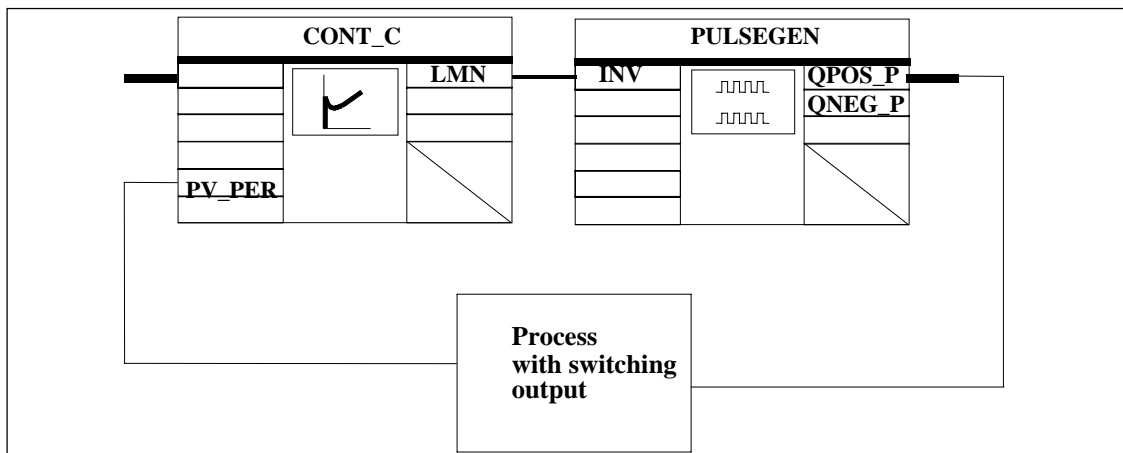 CONT_C
PULSEGEN
LMN
INV
QPOS_P
QNEG_P
PV_PER
Process
with switching
output